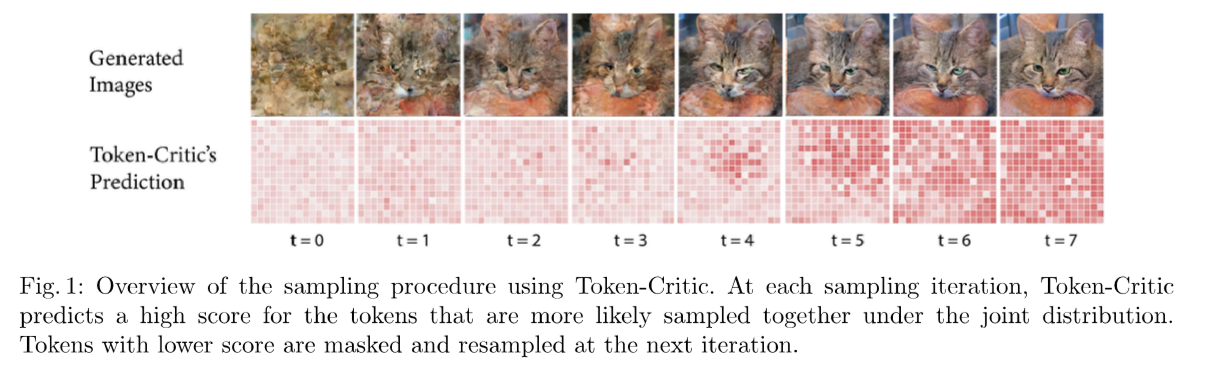 Generated
Images
Token-Critic's
Prediction
t=0 t=1 t=2 t=3 t=4 t=5 t=6 t=7
Fig. 1: Overview of the sampling procedure using Token-Critic. At each sampling iteration, Token-Critic
predicts a high score for the tokens that are more likely sampled together under the joint distribution.
Tokens with lower score are masked and resampled at the next iteration.